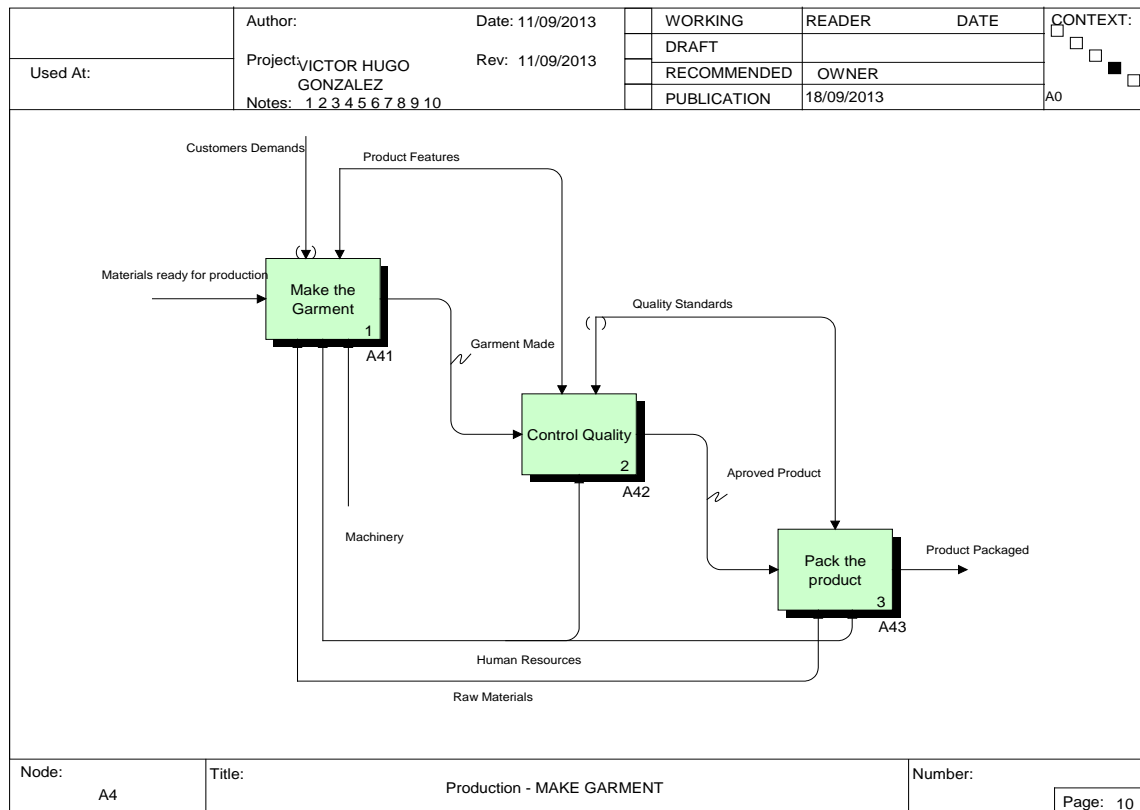 Used At:
Author:
Date: 11/09/2013
Project:
VICTOR HUGO
GONZALEZ
Rev: 11/09/2013
Notes: 1 2 3 4 5 6 7 8 9 10
WORKING
READER
DATE
DRAFT
RECOMMENDED
OWNER
PUBLICATION
18/09/2013
CONTEXT:
A0
Customers Demands
Product Features
Materials ready for production
Make the
Garment
1
A41
Quality Standards
Garment Made
Control Quality
2
A42
Aproved Product
Machinery
Pack the
product
3
A43
Product Packaged
Human Resources
Raw Materials
Node:
A4
Title:
Production - MAKE GARMENT
Number:
Page: 10